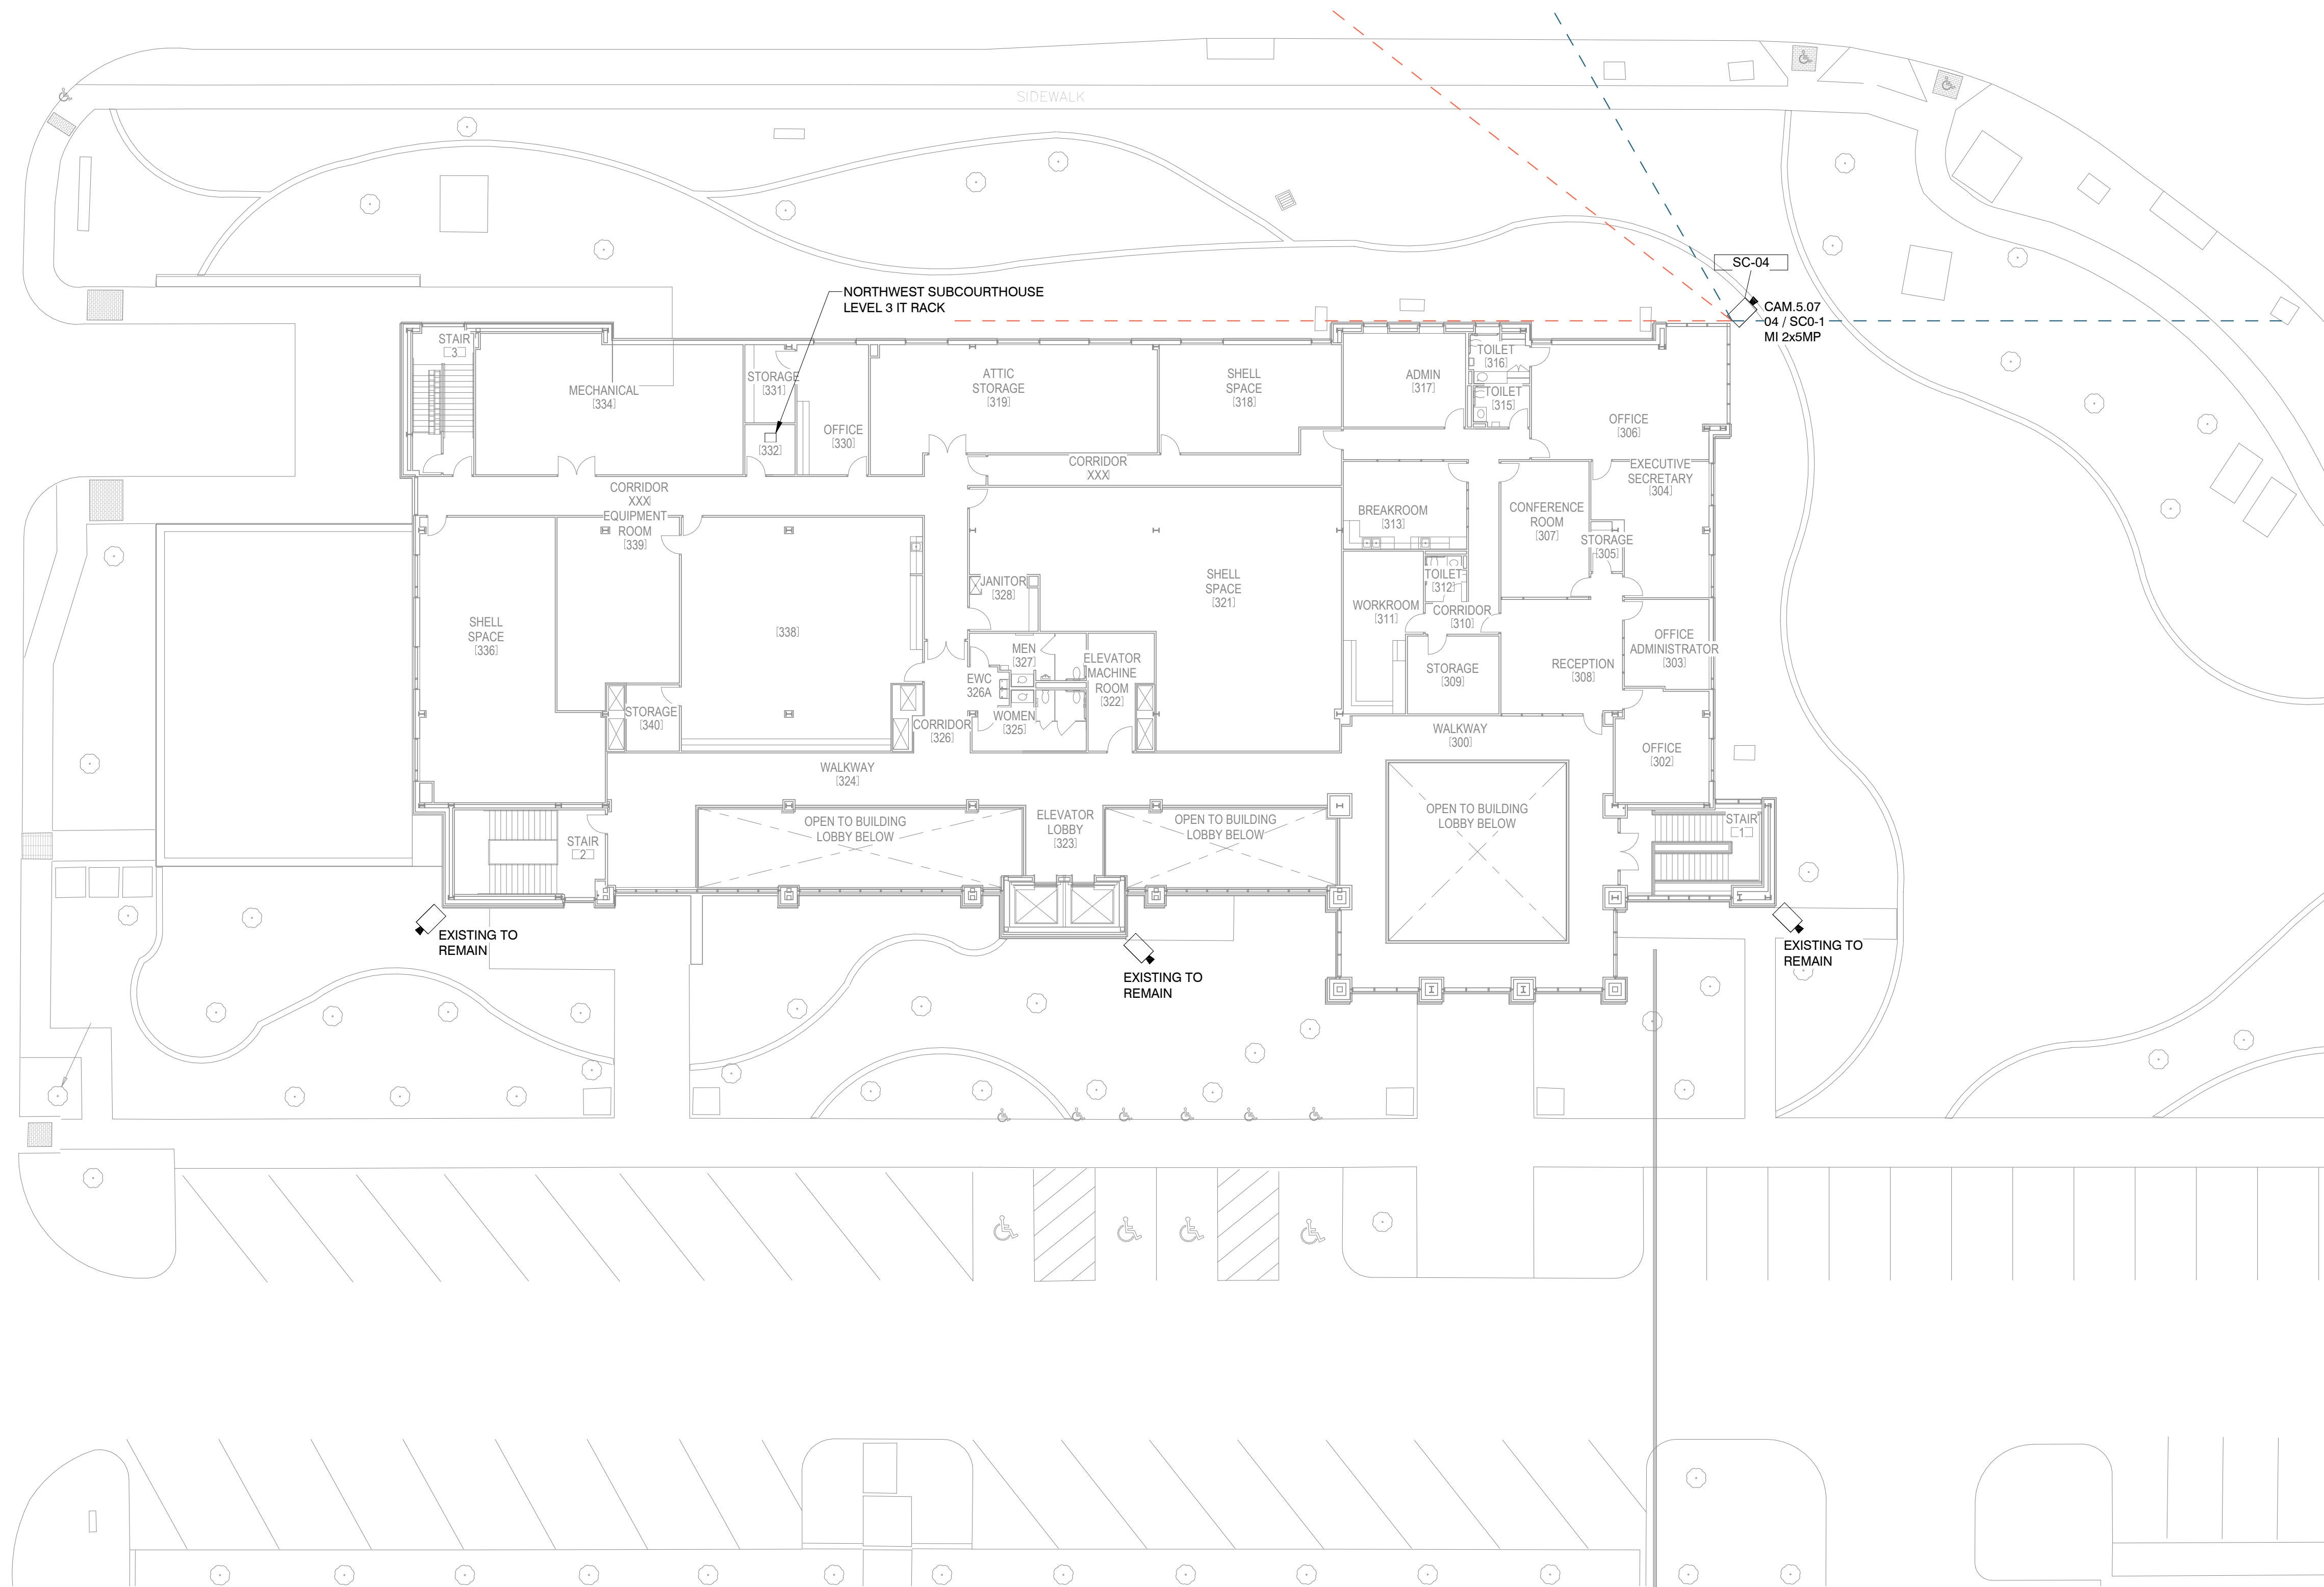 SIDEWALK
SC-04
CAM.5.07
04 / SC0-1
MI 2x5MP
NORTHWEST SUBCOURTHOUSE
LEVEL 3 IT RACK
STAIR
3
MECHANICAL
[334]
STORAGE
[331]
[332]
OFFICE
[330]
ATTIC
STORAGE
[319]
SHELL
SPACE
[318]
ADMIN
[317]
TOILET
[316]
TOILET
[315]
OFFICE
[306]
CORRIDOR
XXX]
CORRIDOR
XXX]
EQUIPMENT
ROOM
[339]
EXECUTIVE
SECRETARY
[304]
BREAKROOM
[313]
CONFERENCE
ROOM
[307]
STORAGE
[305]
SHELL
SPACE
[336]
[338]
JANITOR
[328]
SHELL
SPACE
[321]
TOILET
[312]
WORKROOM
[311]
CORRIDOR
[310]
OFFICE
ADMINISTRATOR
[303]
MEN
[327]
EWC
326A
ELEVATOR
MACHINE
ROOM
[322]
STORAGE
[309]
RECEPTION
[308]
STORAGE
[340]
CORRIDOR
[326]
WOMEN
[325]
WALKWAY
[300]
OFFICE
[302]
WALKWAY
[324]
STAIR
2
OPEN TO BUILDING
LOBBY BELOW
ELEVATOR
LOBBY
[323]
OPEN TO BUILDING
LOBBY BELOW
OPEN TO BUILDING
LOBBY BELOW
STAIR
1
EXISTING TO
REMAIN
EXISTING TO
REMAIN
EXISTING TO
REMAIN